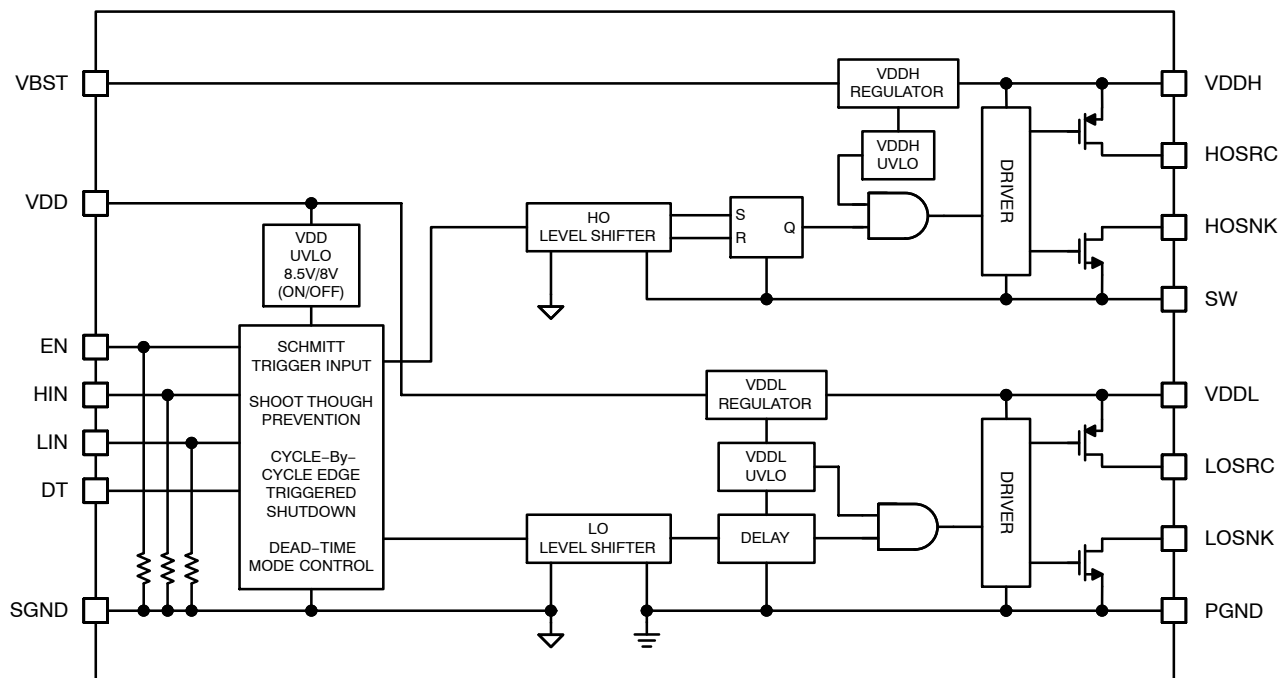 VBST
VDD
EN
HIN
LIN
DT
SGND
VDD
UVLO
8.5V/8V
(ON/OFF)
SCHMITT
TRIGGER INPUT
SHOOT THOUGH
PREVENTION
CYCLE−By−
CYCLE EDGE
TRIGGERED
SHUTDOWN
DEAD−TIME
MODE CONTROL
HO
LEVEL SHIFTER
S
R
Q
VDDH
REGULATOR
VDDH
UVLO
DRIVER
VDDH
HOSRC
HOSNK
SW
LO
LEVEL SHIFTER
VDDL
REGULATOR
VDDL
UVLO
DELAY
DRIVER
VDDL
LOSRC
LOSNK
PGND